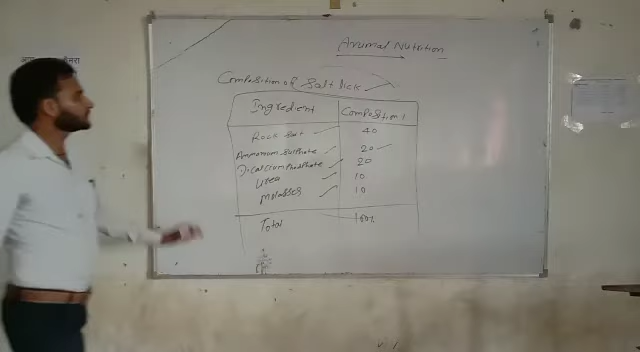 Animal Nutrition
Composition of Salt lick
Ingredient Composition
Rock Salt 40
Ammonium Sulphate 20
Dicalcium Phosphate 20
Urea 10
Molasses 10
Total 100%